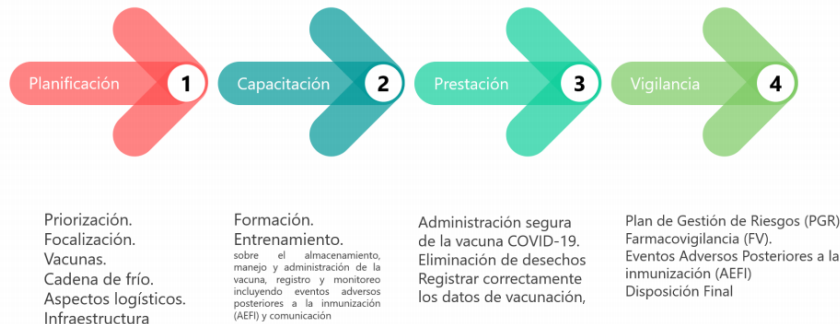 Planificación
1
Capacitación
2
Prestación
3
Vigilancia
4
Priorización.
Focalización.
Vacunas.
Cadena de frío.
Aspectos logísticos.
Infraestructura
Formación.
Entrenamiento.
sobre el almacenamiento,
manejo y administración de la
vacuna, registro y monitoreo
incluyendo eventos adversos
posteriores a la inmunización
(AEFI) y comunicación
Administración segura
de la vacuna COVID-19.
Eliminación de desechos
Registrar correctamente
los datos de vacunación,
Plan de Gestión de Riesgos (PGR)
Farmacovigilancia (FV).
Eventos Adversos Posteriores a la
inmunización (AEFI)
Disposición Final